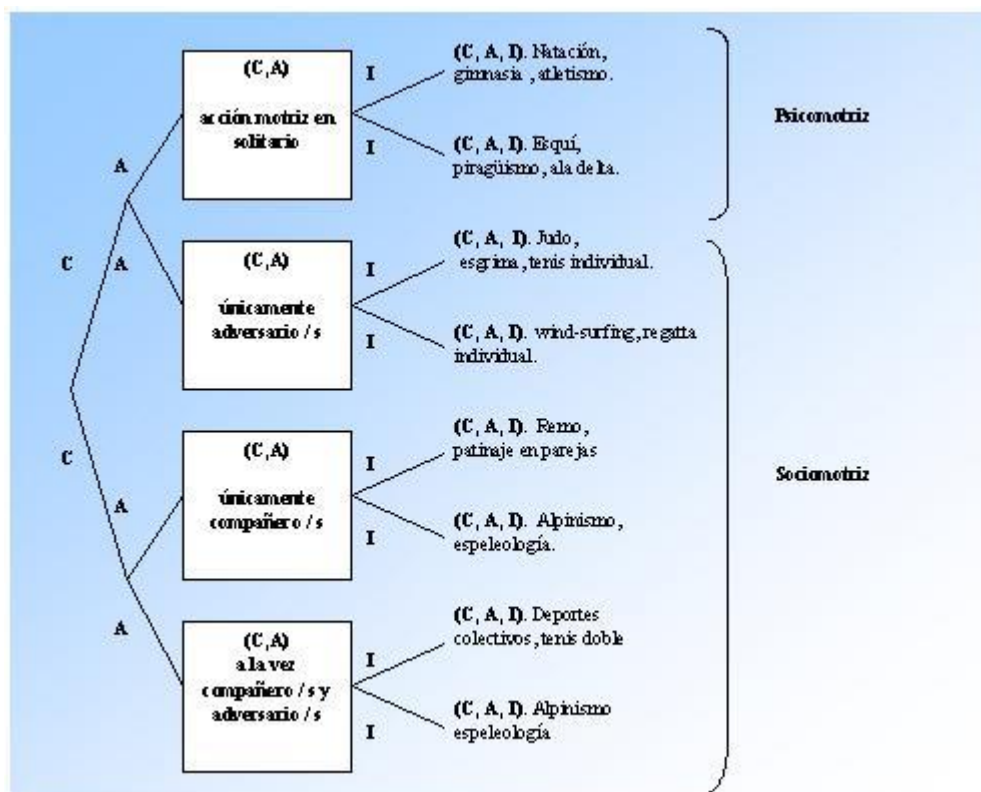 (C,A)
acción motriz en
solitario
I
(C, A, I). Natación,
gimnasia , atletismo.
I
(C, A, I). Esquí,
piragüismo, ala delta.
Psicomotriz
A
C
A
(C,A)
únicamente
adversario / s
I
(C, A, I). Judo,
esgrima, tenis individual.
I
(C, A, I). wind-surfing, regatta
individual.
C
A
(C,A)
únicamente
compañero / s
I
(C, A, I). Remo,
patinaje en parejas
I
(C, A, I). Alpinismo,
espeleología.
Sociomotriz
A
(C,A)
a la vez
compañero / s y
adversario / s
I
(C, A, I). Deportes
colectivos, tenis doble
I
(C, A, I). Alpinismo
espeleología